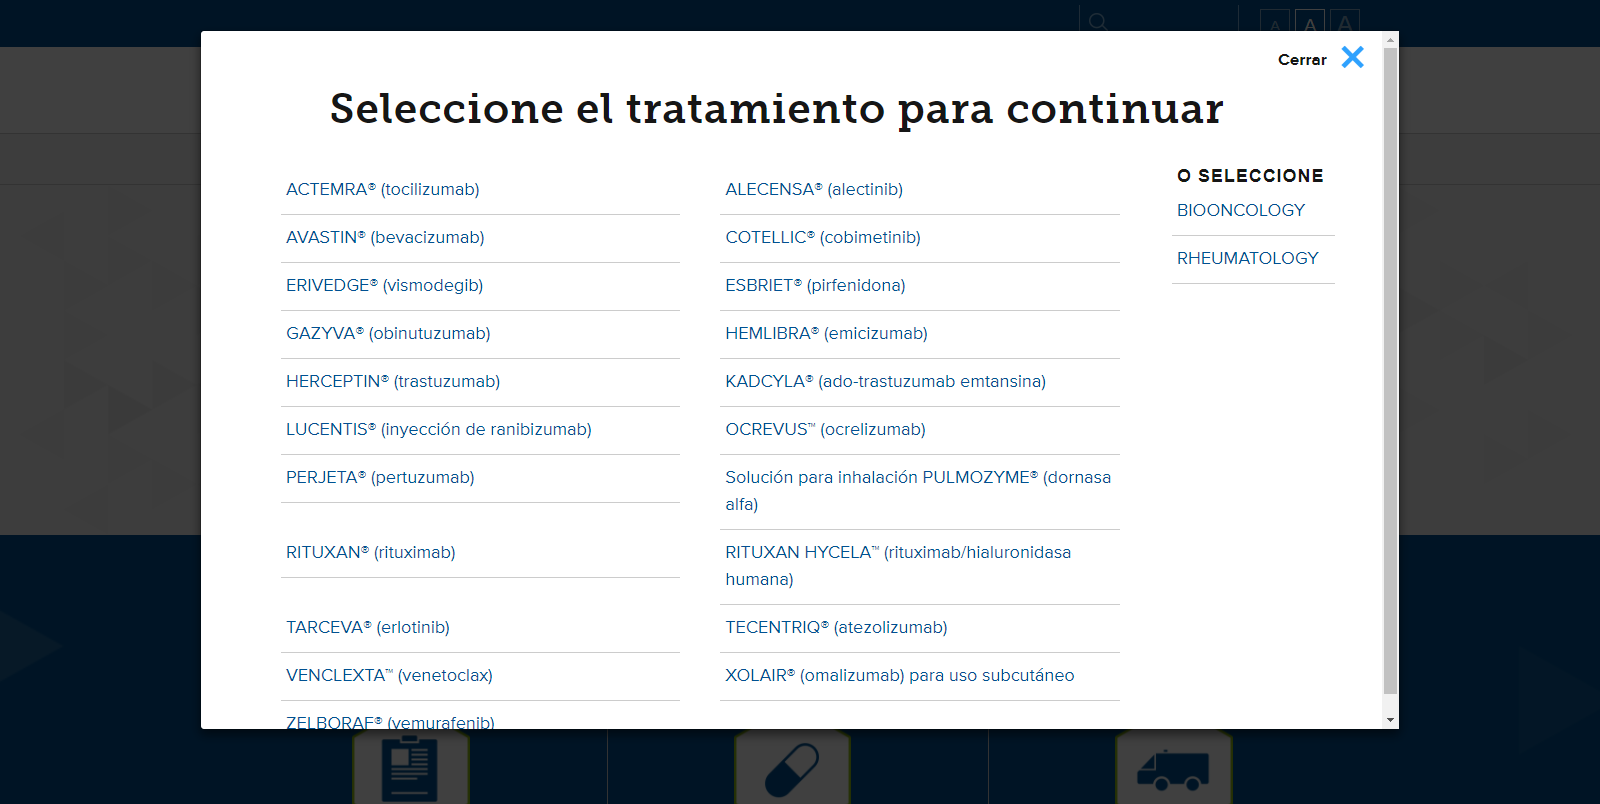 A A A
Cerrar
Seleccione el tratamiento para continuar
ACTEMRA® (tocilizumab)
ALECENSA® (alectinib)
AVASTIN® (bevacizumab)
COTELLIC® (cobimetinib)
ERIVEDGE® (vismodegib)
ESBRIET® (pirfenidona)
GAZYVA® (obinutuzumab)
HEMLIBRA® (emicizumab)
HERCEPTIN® (trastuzumab)
KADCYLA® (ado-trastuzumab emtansina)
LUCENTIS® (inyección de ranibizumab)
OCREVUS™ (ocrelizumab)
PERJETA® (pertuzumab)
Solución para inhalación PULMOZYME® (dornasa
alfa)
RITUXAN® (rituximab)
RITUXAN HYCELA™ (rituximab/hialuronidasa
humana)
TARCEVA® (erlotinib)
TECENTRIQ® (atezolizumab)
VENCLEXTA™ (venetoclax)
XOLAIR® (omalizumab) para uso subcutáneo
ZELBORAF® (vemurafenib)
O SELECCIONE
BIOONCOLOGY
RHEUMATOLOGY